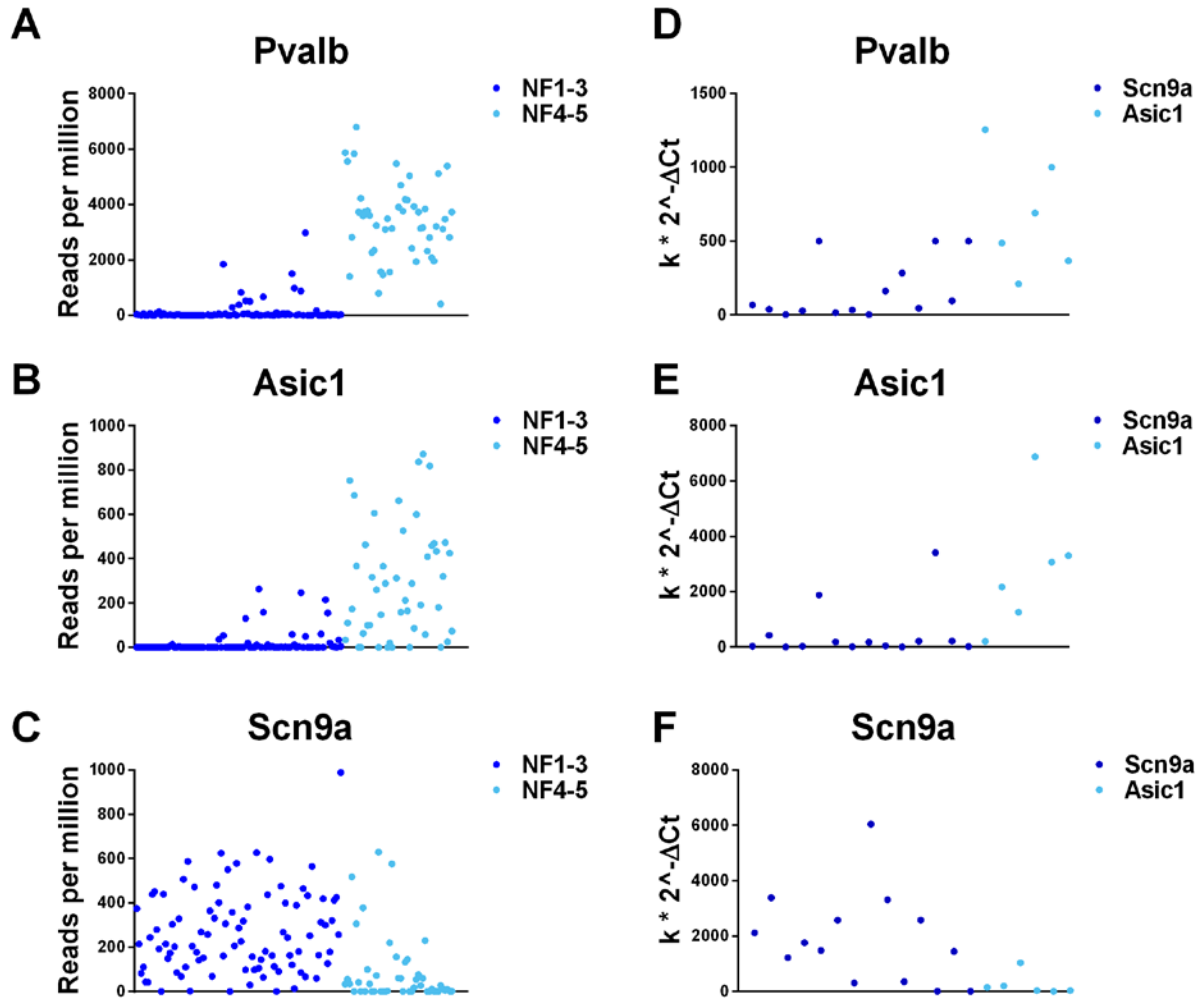 A
Pvalb
NF1-3
NF4-5
Reads per million
8000
6000
4000
2000
0
D
Pvalb
Scn9a
Asic1
k * 2^-ΔCt
1500
1000
500
0
B
Asic1
NF1-3
NF4-5
Reads per million
1000
800
600
400
200
0
E
Asic1
Scn9a
Asic1
k * 2^-ΔCt
8000
6000
4000
2000
0
C
Scn9a
NF1-3
NF4-5
Reads per million
1000
800
600
400
200
0
F
Scn9a
Scn9a
Asic1
k * 2^-ΔCt
8000
6000
4000
2000
0